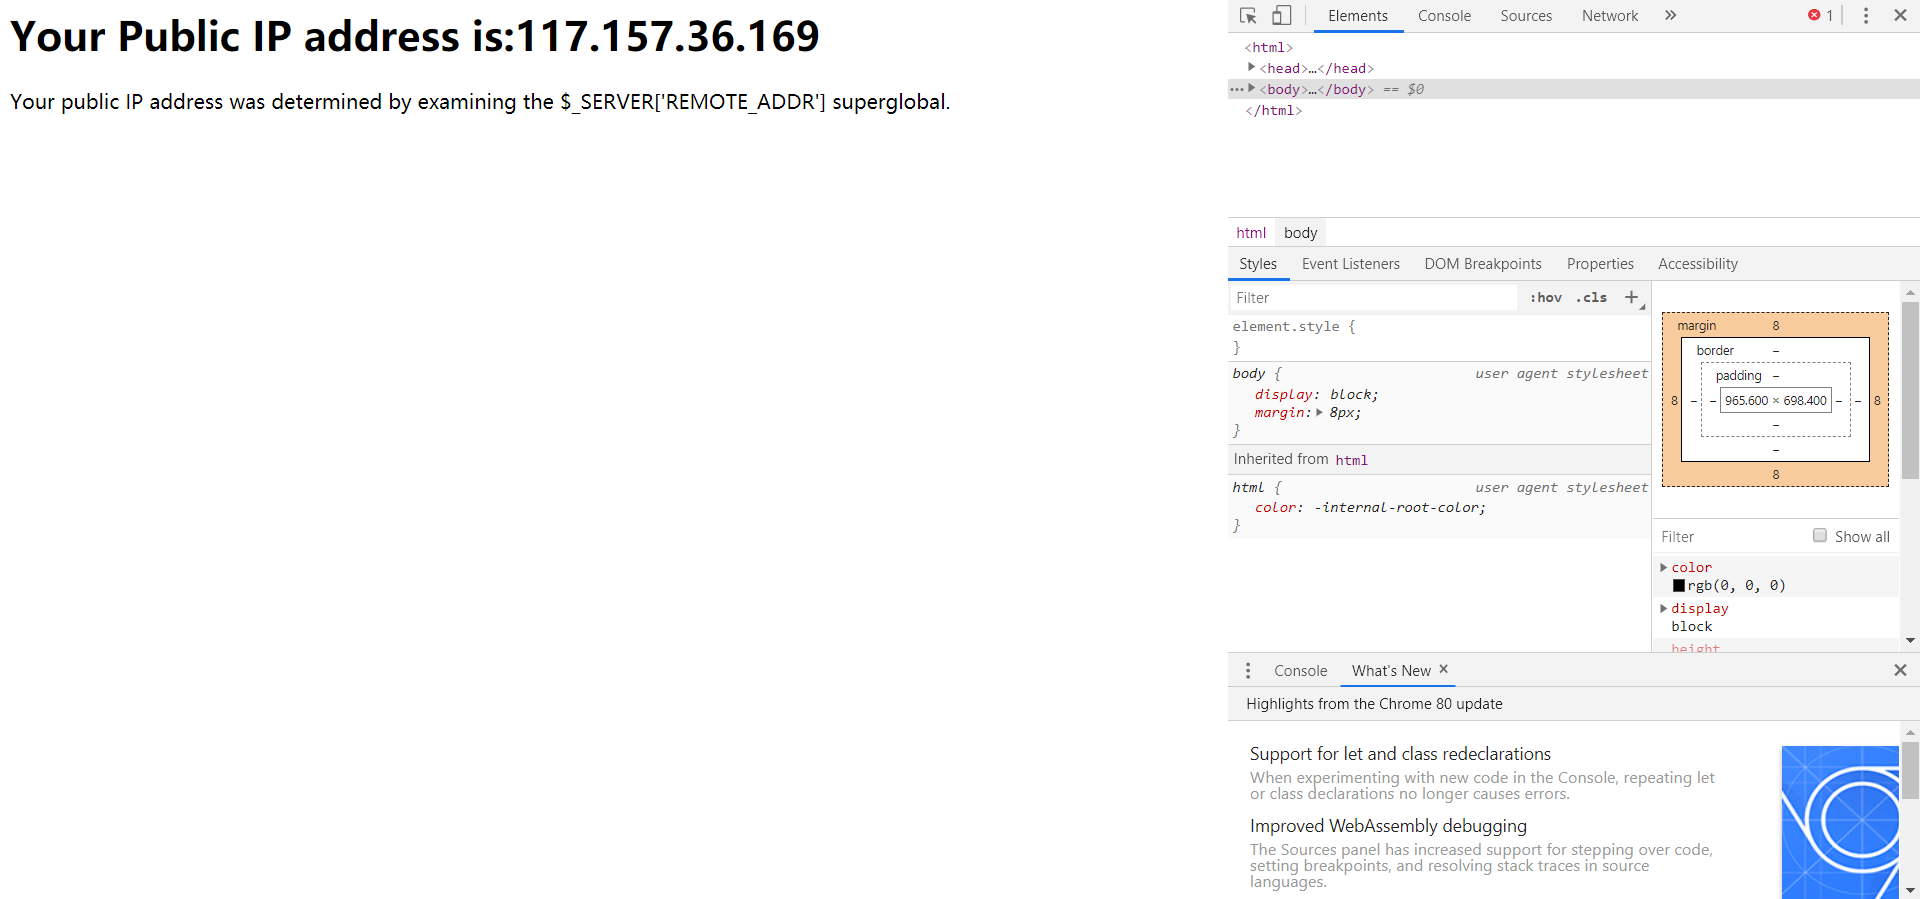 Your Public IP address is:117.157.36.169
Your public IP address was determined by examining the $_SERVER['REMOTE_ADDR'] superglobal.
Elements Console Sources Network » 1
<html>
<head>…</head>
<body>…</body> == $0
</html>
html body
Styles Event Listeners DOM Breakpoints Properties Accessibility
Filter :hov .cls +
element.style {
}
body { user agent stylesheet
display: block;
margin: 8px;
}
Inherited from html
html { user agent stylesheet
color: -internal-root-color;
}
margin 8
border –
padding –
8 – – 965.600 × 698.400 – – 8
–
–
8
Filter Show all
color
rgb(0, 0, 0)
display
block
height
Console What's New ×
Highlights from the Chrome 80 update
Support for let and class redeclarations
When experimenting with new code in the Console, repeating let
or class declarations no longer causes errors.
Improved WebAssembly debugging
The Sources panel has increased support for stepping over code,
setting breakpoints, and resolving stack traces in source
languages.